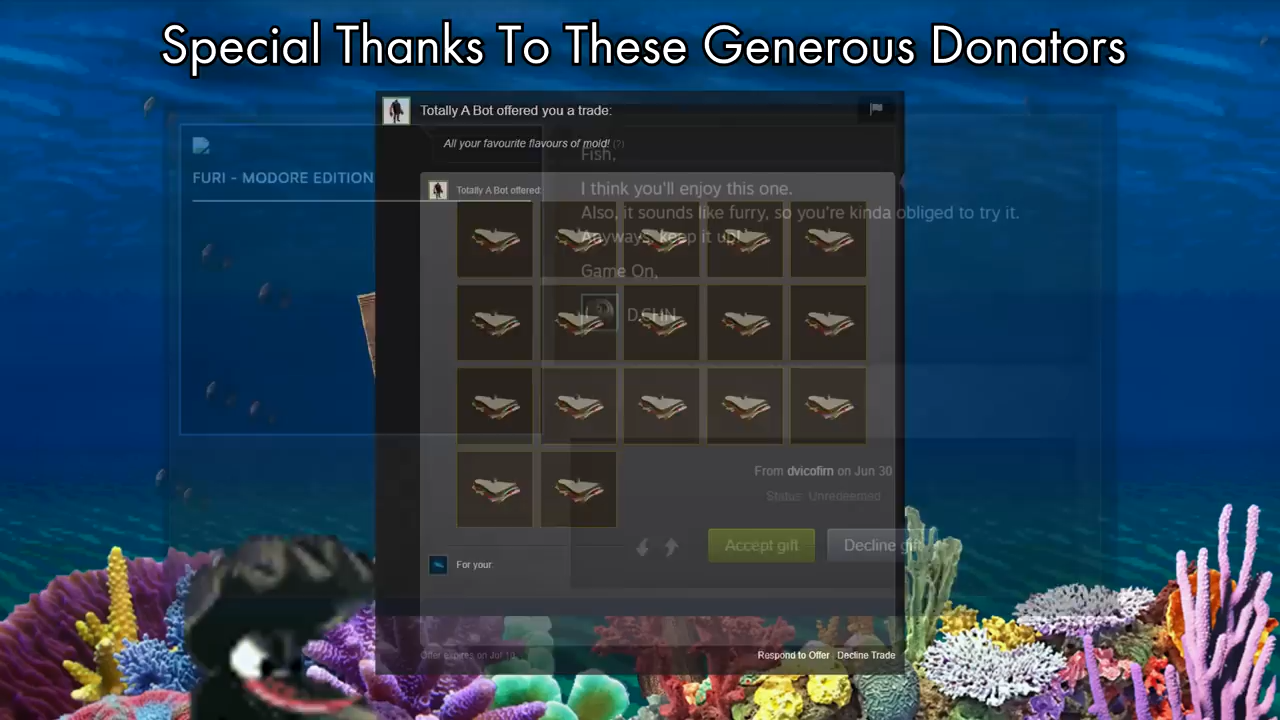 Special Thanks To These Generous Donators
Totally A Bot offered you a trade:
All your favourite flavours of mold! (?)
Fish,
FURI - MODORE EDITION
Totally A Bot offered:
I think you'll enjoy this one.
Also, it sounds like furry, so you're kinda obliged to try it.
Anyways, keep it up!
Game On,
From dvicofirn on Jun 30
Status: Unredeemed
Accept gift
Decline gift
For your:
Offer expires on Jul 10
Respond to Offer
Decline Trade